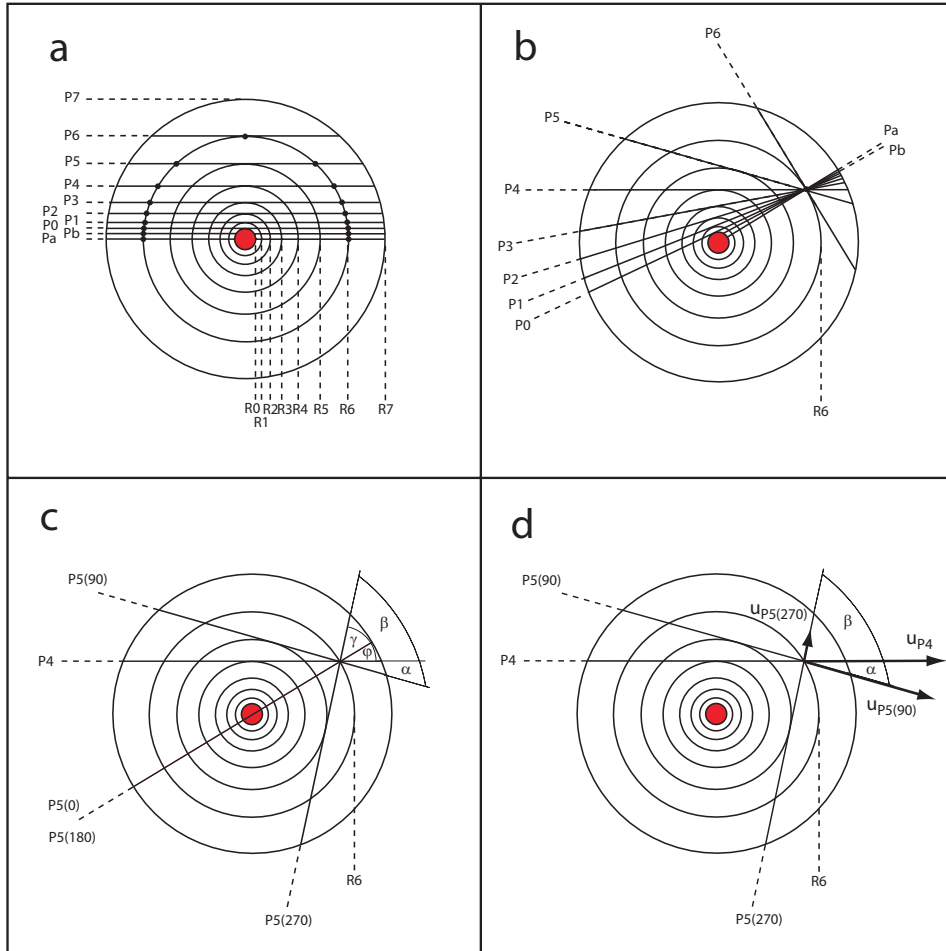 a
P7
P6
P5
P4
P3
P2
P1
P0
Pb
Pa
R0
R1
R2
R3
R4
R5
R6
R7
b
P6
P5
Pa
Pb
P4
P3
P2
P1
P0
R6
c
P5(90)
P4
γ
β
φ
α
P5(0)
P5(180)
R6
P5(270)
d
P5(90)
uP5(270)
β
uP4
P4
α
uP5(90)
R6
P5(270)